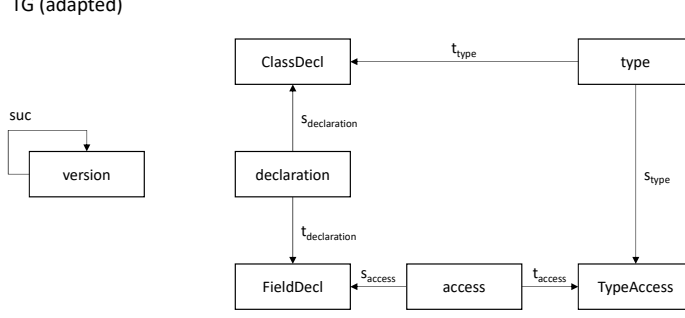 TG (adapted)
ClassDecl
t_type
type
suc
s_declaration
version
declaration
s_type
t_declaration
FieldDecl
s_access
access
t_access
TypeAccess